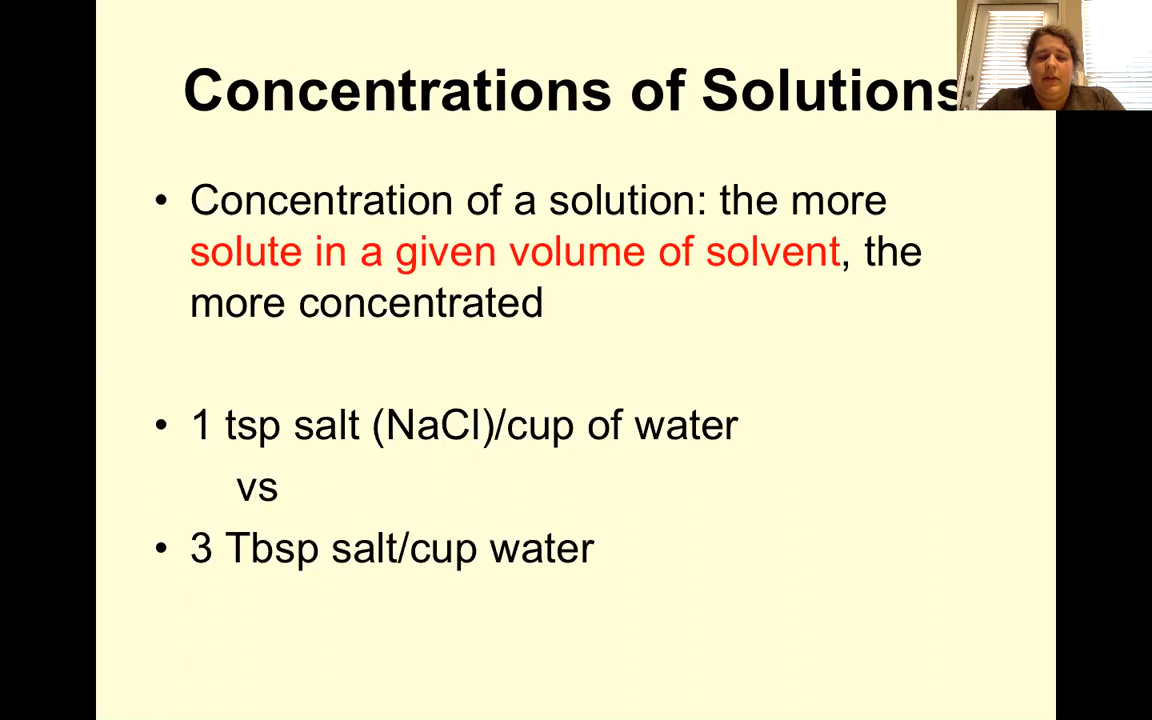 Concentrations of Solutions
• Concentration of a solution: the more
solute in a given volume of solvent, the
more concentrated
• 1 tsp salt (NaCl)/cup of water
vs
• 3 Tbsp salt/cup water